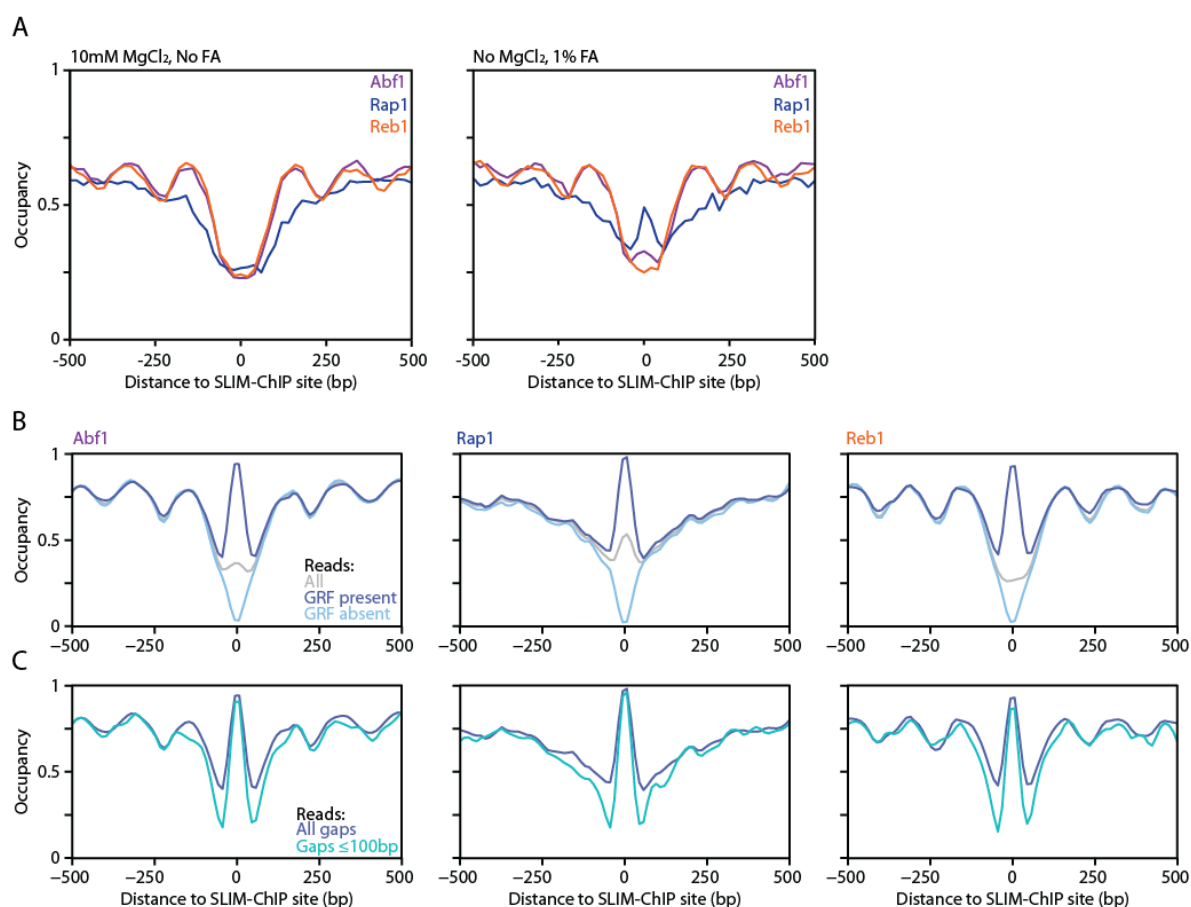 A
10mM MgCl₂, No FA
No MgCl₂, 1% FA
1
Abf1
Rap1
Reb1
Abf1
Rap1
Reb1
Occupancy
0.5
0
-500 -250 0 250 500
-500 -250 0 250 500
Distance to SLIM-ChIP site (bp)
Distance to SLIM-ChIP site (bp)
B
Abf1
Rap1
Reb1
1
Occupancy
0.5
Reads:
All
GRF present
GRF absent
0
−500 −250 0 250 500
−500 −250 0 250 500
−500 −250 0 250 500
C
1
Occupancy
0.5
Reads:
All gaps
Gaps ≤100bp
0
−500 −250 0 250 500
−500 −250 0 250 500
−500 −250 0 250 500
Distance to SLIM-ChIP site (bp)
Distance to SLIM-ChIP site (bp)
Distance to SLIM-ChIP site (bp)